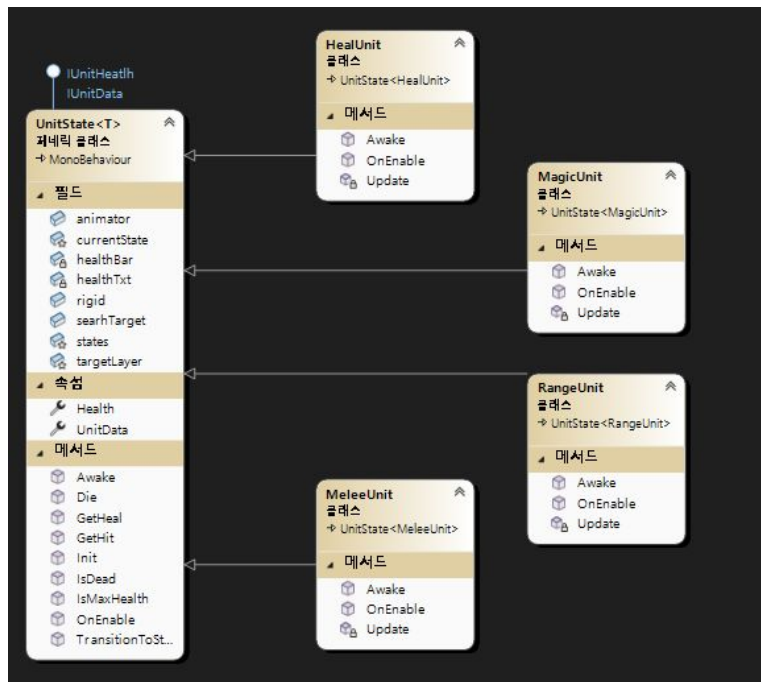 IUnitHeatlh
IUnitData
UnitState<T>
제네릭 클래스
MonoBehaviour
필드
animator
currentState
healthBar
healthTxt
rigid
searhTarget
states
targetLayer
속성
Health
UnitData
메서드
Awake
Die
GetHeal
GetHit
Init
IsDead
IsMaxHealth
OnEnable
TransitionToSt...
HealUnit
클래스
UnitState<HealUnit>
메서드
Awake
OnEnable
Update
MagicUnit
클래스
UnitState<MagicUnit>
메서드
Awake
OnEnable
Update
RangeUnit
클래스
UnitState<RangeUnit>
메서드
Awake
OnEnable
Update
MeleeUnit
클래스
UnitState<MeleeUnit>
메서드
Awake
OnEnable
Update